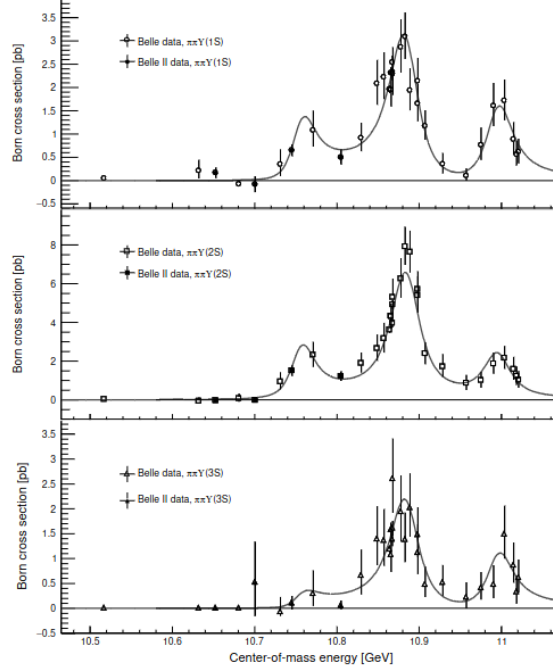 3.5
3
2.5
2
1.5
1
0.5
0
−0.5
Born cross section [pb]
Belle data, ππϒ(1S)
Belle II data, ππϒ(1S)
8
6
4
2
0
Born cross section [pb]
Belle data, ππϒ(2S)
Belle II data, ππϒ(2S)
3.5
3
2.5
2
1.5
1
0.5
0
−0.5
Born cross section [pb]
Belle data, ππϒ(3S)
Belle II data, ππϒ(3S)
10.5 10.6 10.7 10.8 10.9 11
Center-of-mass energy [GeV]